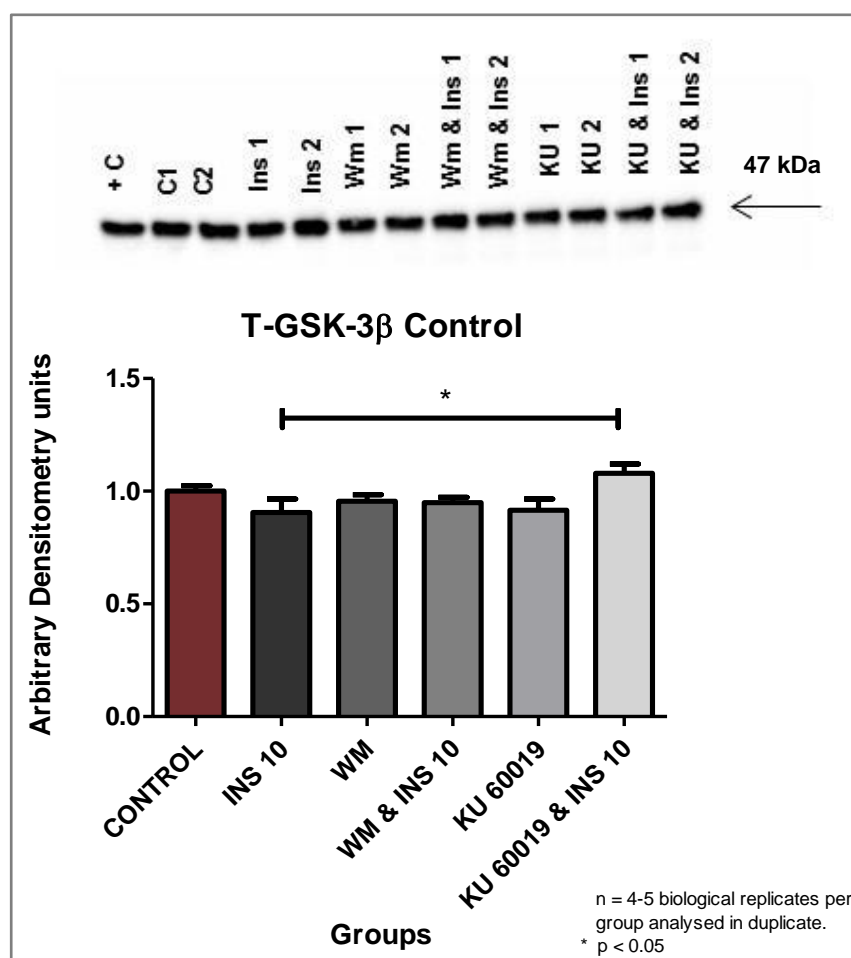 + C
C1
C2
Ins 1
Ins 2
Wm 1
Wm 2
Wm & Ins 1
Wm & Ins 2
KU 1
KU 2
KU & Ins 1
KU & Ins 2
47 kDa
T-GSK-3β Control
Arbitrary Densitometry units
1.5
1.0
0.5
0.0
*
CONTROL
INS 10
WM
WM & INS 10
KU 60019
KU 60019 & INS 10
Groups
n = 4-5 biological replicates per
group analysed in duplicate.
* p < 0.05